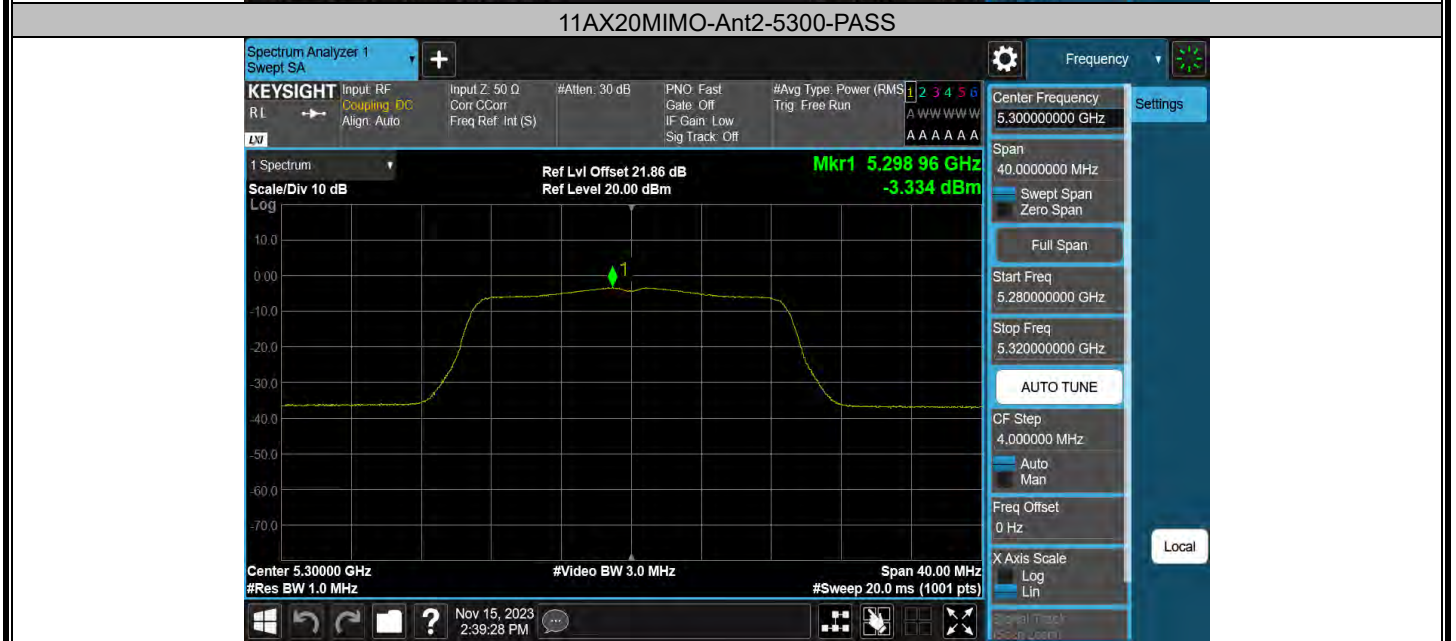 11AX20MIMO-Ant2-5300-PASS
Spectrum Analyzer 1
Swept SA
Frequency
KEYSIGHT
RL
LXI
Input: RF
Coupling: DC
Align: Auto
Input Z: 50 Ω
Corr CCorr
Freq Ref: Int (S)
#Atten: 30 dB
PNO: Fast
Gate: Off
IF Gain: Low
Sig Track: Off
#Avg Type: Power (RMS
Trig: Free Run
1 2 3 4 5 6
A W W W W W
A A A A A A
Center Frequency
5.300000000 GHz
Settings
1 Spectrum
Scale/Div 10 dB
Log
Ref Lvl Offset 21.86 dB
Ref Level 20.00 dBm
Mkr1 5.298 96 GHz
-3.334 dBm
Span
40.0000000 MHz
Swept Span
Zero Span
Full Span
Start Freq
5.280000000 GHz
Stop Freq
5.320000000 GHz
AUTO TUNE
CF Step
4.000000 MHz
Auto
Man
Freq Offset
0 Hz
X Axis Scale
Log
Lin
Local
10.0
0.00
-10.0
-20.0
-30.0
-40.0
-50.0
-60.0
-70.0
1
Center 5.30000 GHz
#Res BW 1.0 MHz
#Video BW 3.0 MHz
Span 40.00 MHz
#Sweep 20.0 ms (1001 pts)
?
Nov 15, 2023
2:39:28 PM